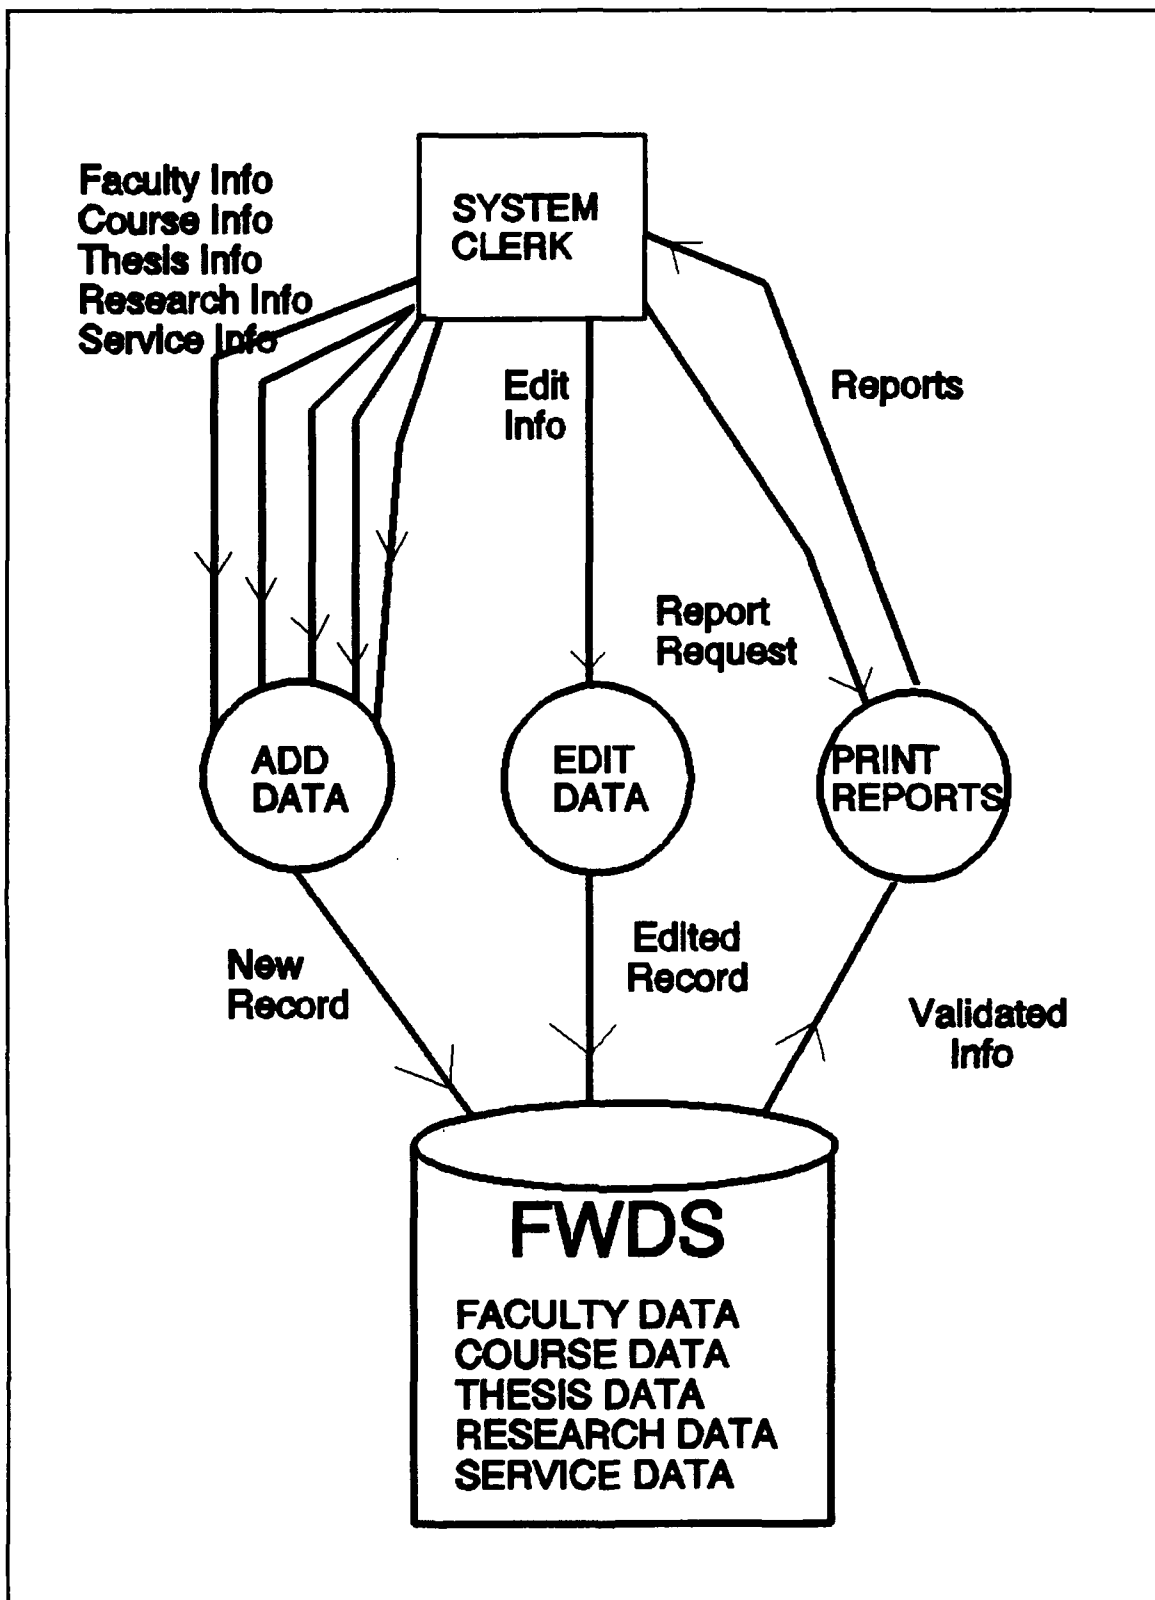 Faculty Info
Course Info
Thesis Info
Research Info
Service Info
SYSTEM
CLERK
Edit
Info
Reports
Report
Request
ADD
DATA
EDIT
DATA
PRINT
REPORTS
New
Record
Edited
Record
Validated
Info
FWDS
FACULTY DATA
COURSE DATA
THESIS DATA
RESEARCH DATA
SERVICE DATA